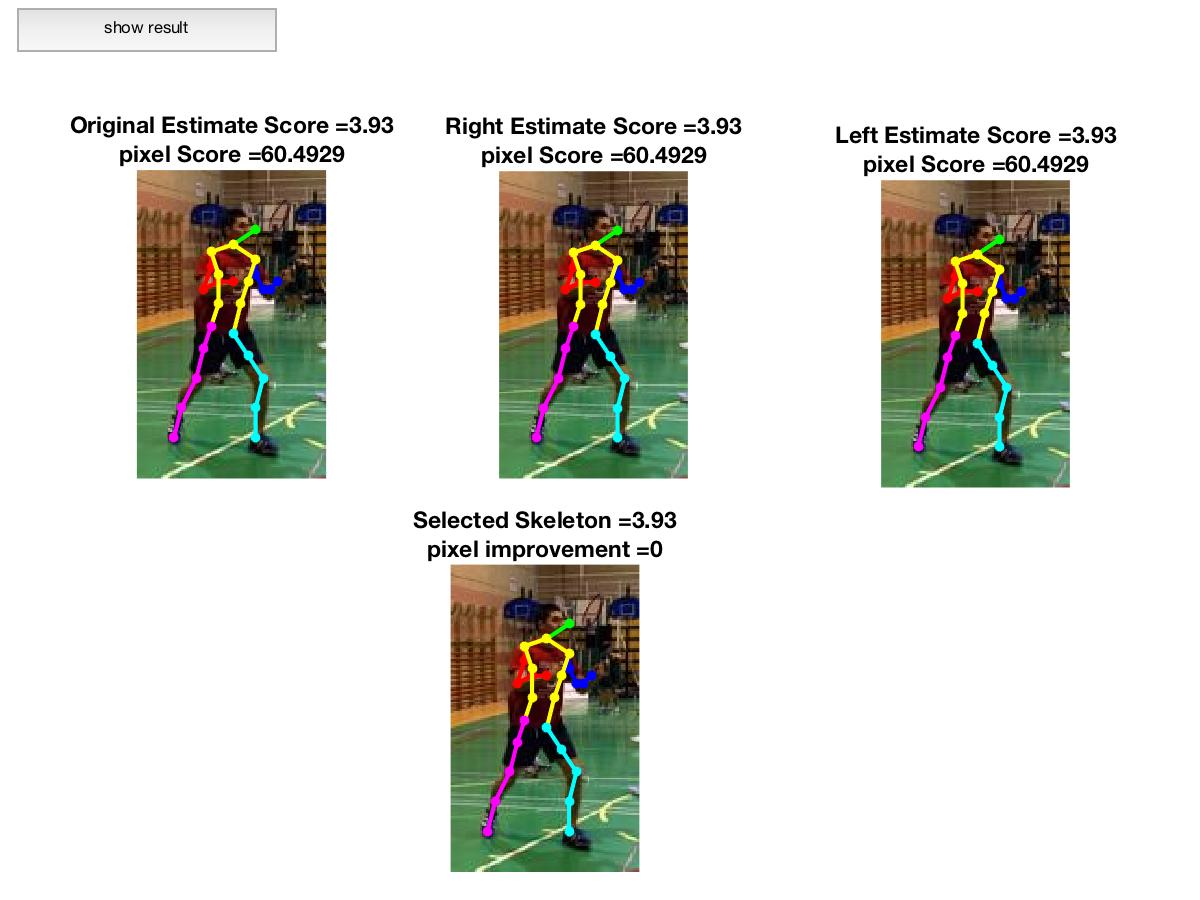 show result
Original Estimate Score =3.93
pixel Score =60.4929
Right Estimate Score =3.93
pixel Score =60.4929
Left Estimate Score =3.93
pixel Score =60.4929
Selected Skeleton =3.93
pixel improvement =0